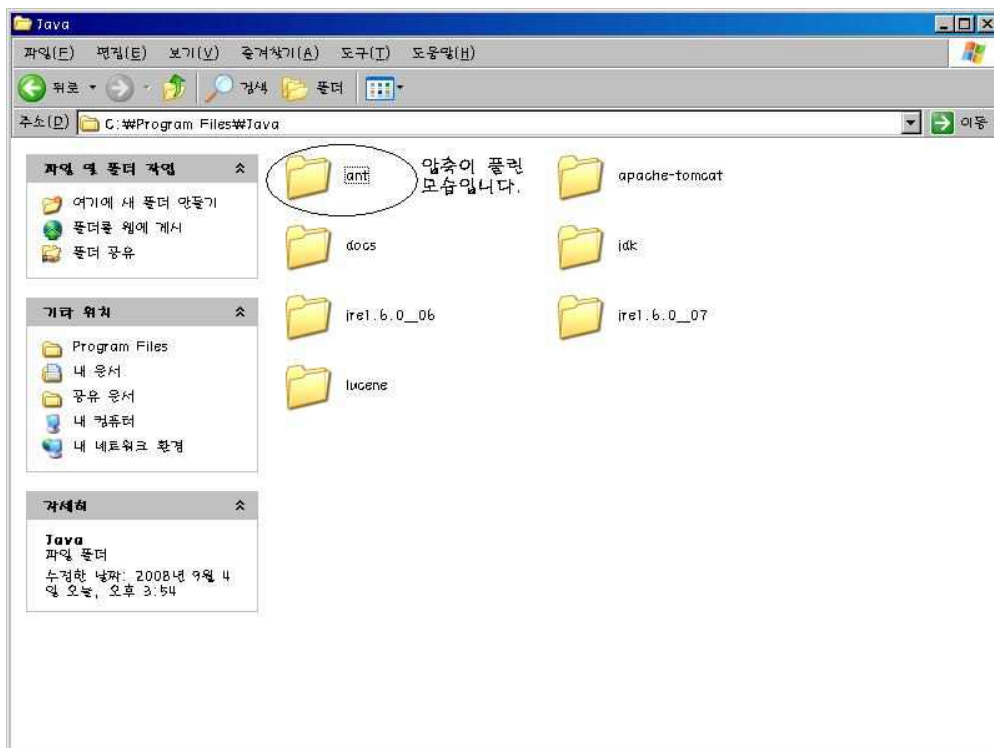 Java
파일(F) 편집(E) 보기(V) 즐겨찾기(A) 도구(T) 도움말(H)
뒤로 검색 폴더
주소(D) C:₩Program Files₩Java 이동
파일 및 폴더 작업
여기에 새 폴더 만들기
폴더를 웹에 게시
폴더 공유
기타 위치
Program Files
내 문서
공유 문서
내 컴퓨터
내 네트워크 환경
자세히
Java
파일 폴더
수정한 날짜: 2008년 9월 4
일 오늘, 오후 3:54
ant
압축이 풀린
모습입니다.
apache-tomcat
docs
jdk
jre1.6.0_06
jre1.6.0_07
lucene